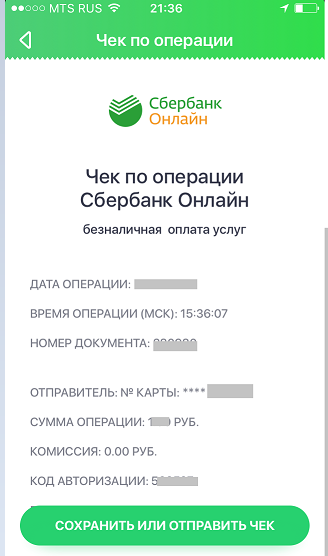 MTS RUS 21:36
Чек по операции
Сбербанк
Онлайн
Чек по операции
Сбербанк Онлайн
безналичная оплата услуг
ДАТА ОПЕРАЦИИ:
ВРЕМЯ ОПЕРАЦИИ (МСК): 15:36:07
НОМЕР ДОКУМЕНТА:
ОТПРАВИТЕЛЬ: № КАРТЫ: ****
СУММА ОПЕРАЦИИ: РУБ.
КОМИССИЯ: 0.00 РУБ.
КОД АВТОРИЗАЦИИ:
СОХРАНИТЬ ИЛИ ОТПРАВИТЬ ЧЕК